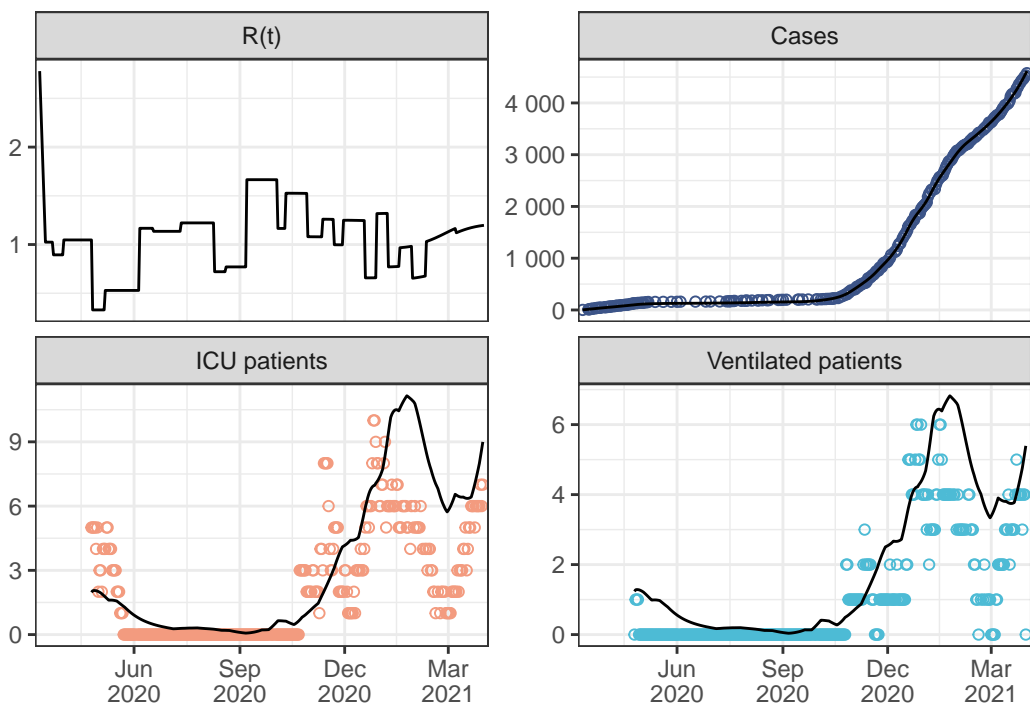 R(t)
Cases
2
1
4 000
3 000
2 000
1 000
0
ICU patients
Ventilated patients
9
6
3
0
6
4
2
0
Jun
2020
Sep
2020
Dec
2020
Mar
2021
Jun
2020
Sep
2020
Dec
2020
Mar
2021